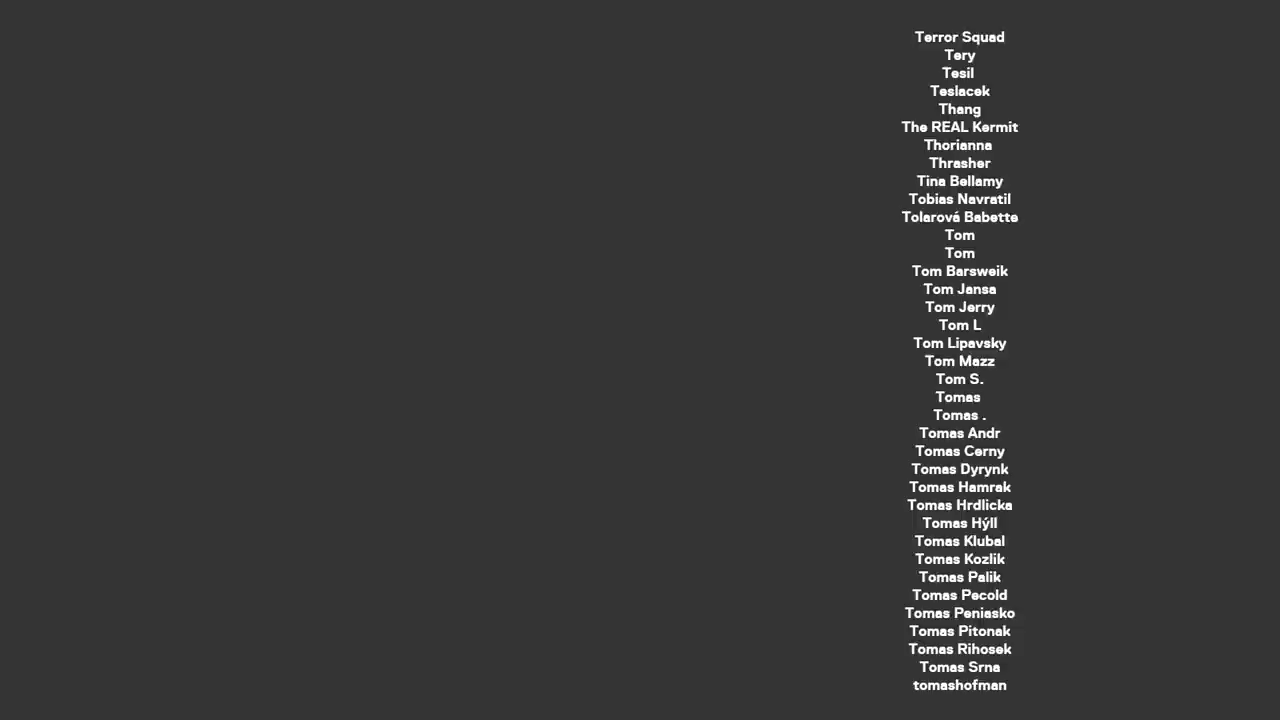 Terror Squad
Tery
Tesil
Teslacek
Thang
The REAL Kermit
Thorianna
Thrasher
Tina Bellamy
Tobias Navratil
Tolarová Babette
Tom
Tom
Tom Barsweik
Tom Jansa
Tom Jerry
Tom L
Tom Lipavsky
Tom Mazz
Tom S.
Tomas
Tomas .
Tomas Andr
Tomas Cerny
Tomas Dyrynk
Tomas Hamrak
Tomas Hrdlicka
Tomas Hýll
Tomas Klubal
Tomas Kozlik
Tomas Palik
Tomas Pecold
Tomas Peniasko
Tomas Pitonak
Tomas Rihosek
Tomas Srna
tomashofman